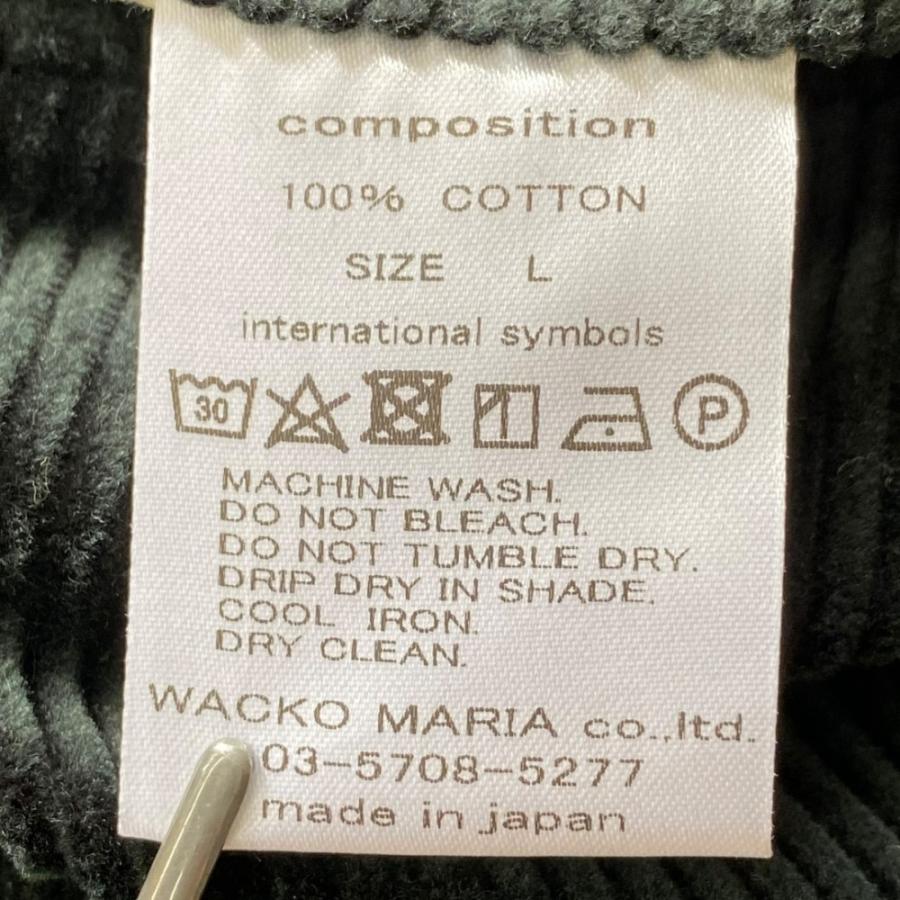 composition
100% COTTON
SIZE L
international symbols
30 P
MACHINE WASH.
DO NOT BLEACH.
DO NOT TUMBLE DRY.
DRIP DRY IN SHADE.
COOL IRON.
DRY CLEAN.
WACKO MARIA co.,ltd.
03-5708-5277
made in japan